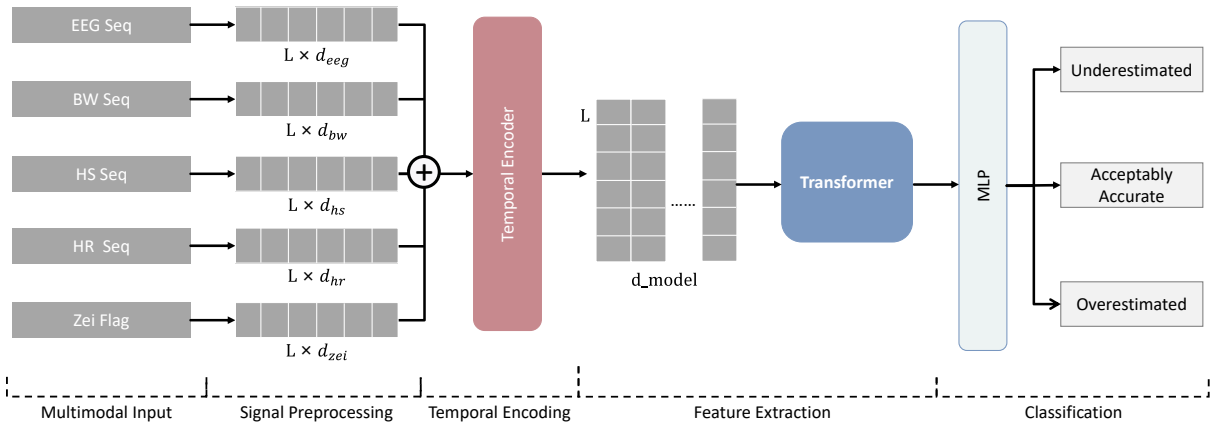 EEG Seq
L × d_eeg
BW Seq
L × d_bw
HS Seq
L × d_hs
HR Seq
L × d_hr
Zei Flag
L × d_zei
+
Temporal Encoder
L
......
d_model
Transformer
MLP
Underestimated
Acceptably
Accurate
Overestimated
Multimodal Input
Signal Preprocessing
Temporal Encoding
Feature Extraction
Classification